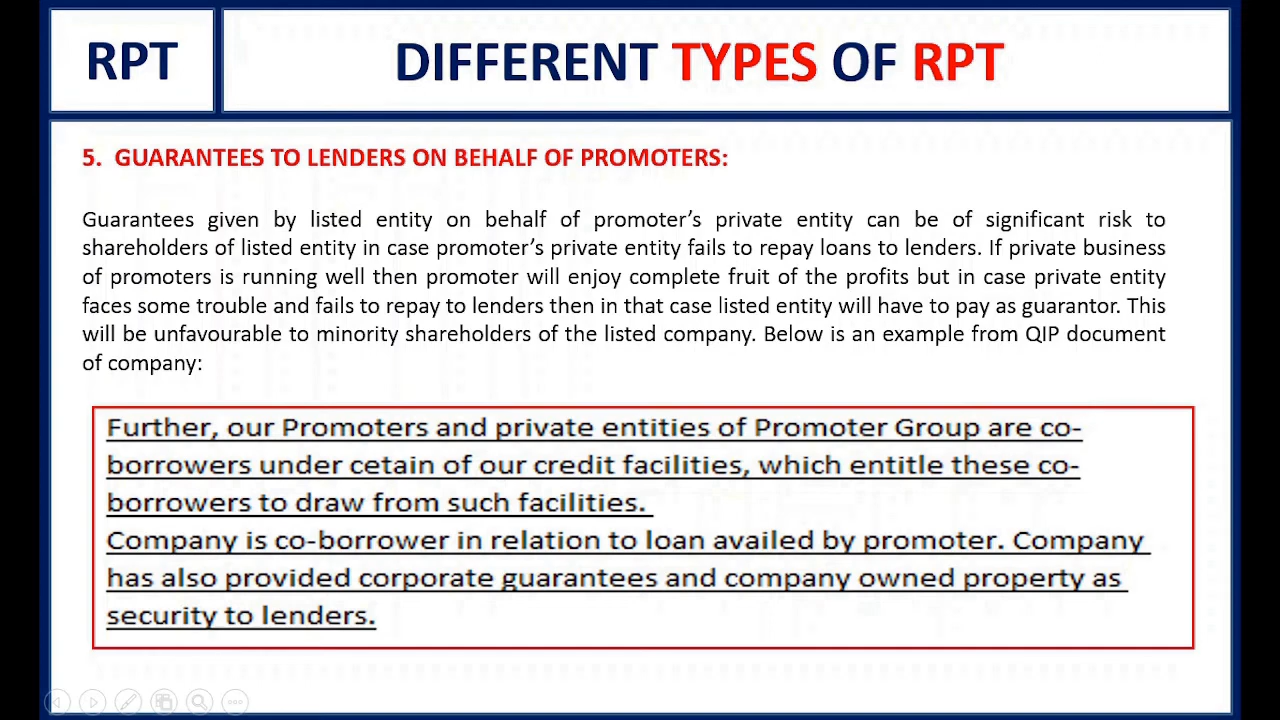 RPT
DIFFERENT TYPES OF RPT
5. GUARANTEES TO LENDERS ON BEHALF OF PROMOTERS:
Guarantees given by listed entity on behalf of promoter’s private entity can be of significant risk to
shareholders of listed entity in case promoter’s private entity fails to repay loans to lenders. If private business
of promoters is running well then promoter will enjoy complete fruit of the profits but in case private entity
faces some trouble and fails to repay to lenders then in that case listed entity will have to pay as guarantor. This
will be unfavourable to minority shareholders of the listed company. Below is an example from QIP document
of company:
Further, our Promoters and private entities of Promoter Group are co-
borrowers under cetain of our credit facilities, which entitle these co-
borrowers to draw from such facilities.
Company is co-borrower in relation to loan availed by promoter. Company
has also provided corporate guarantees and company owned property as
security to lenders.